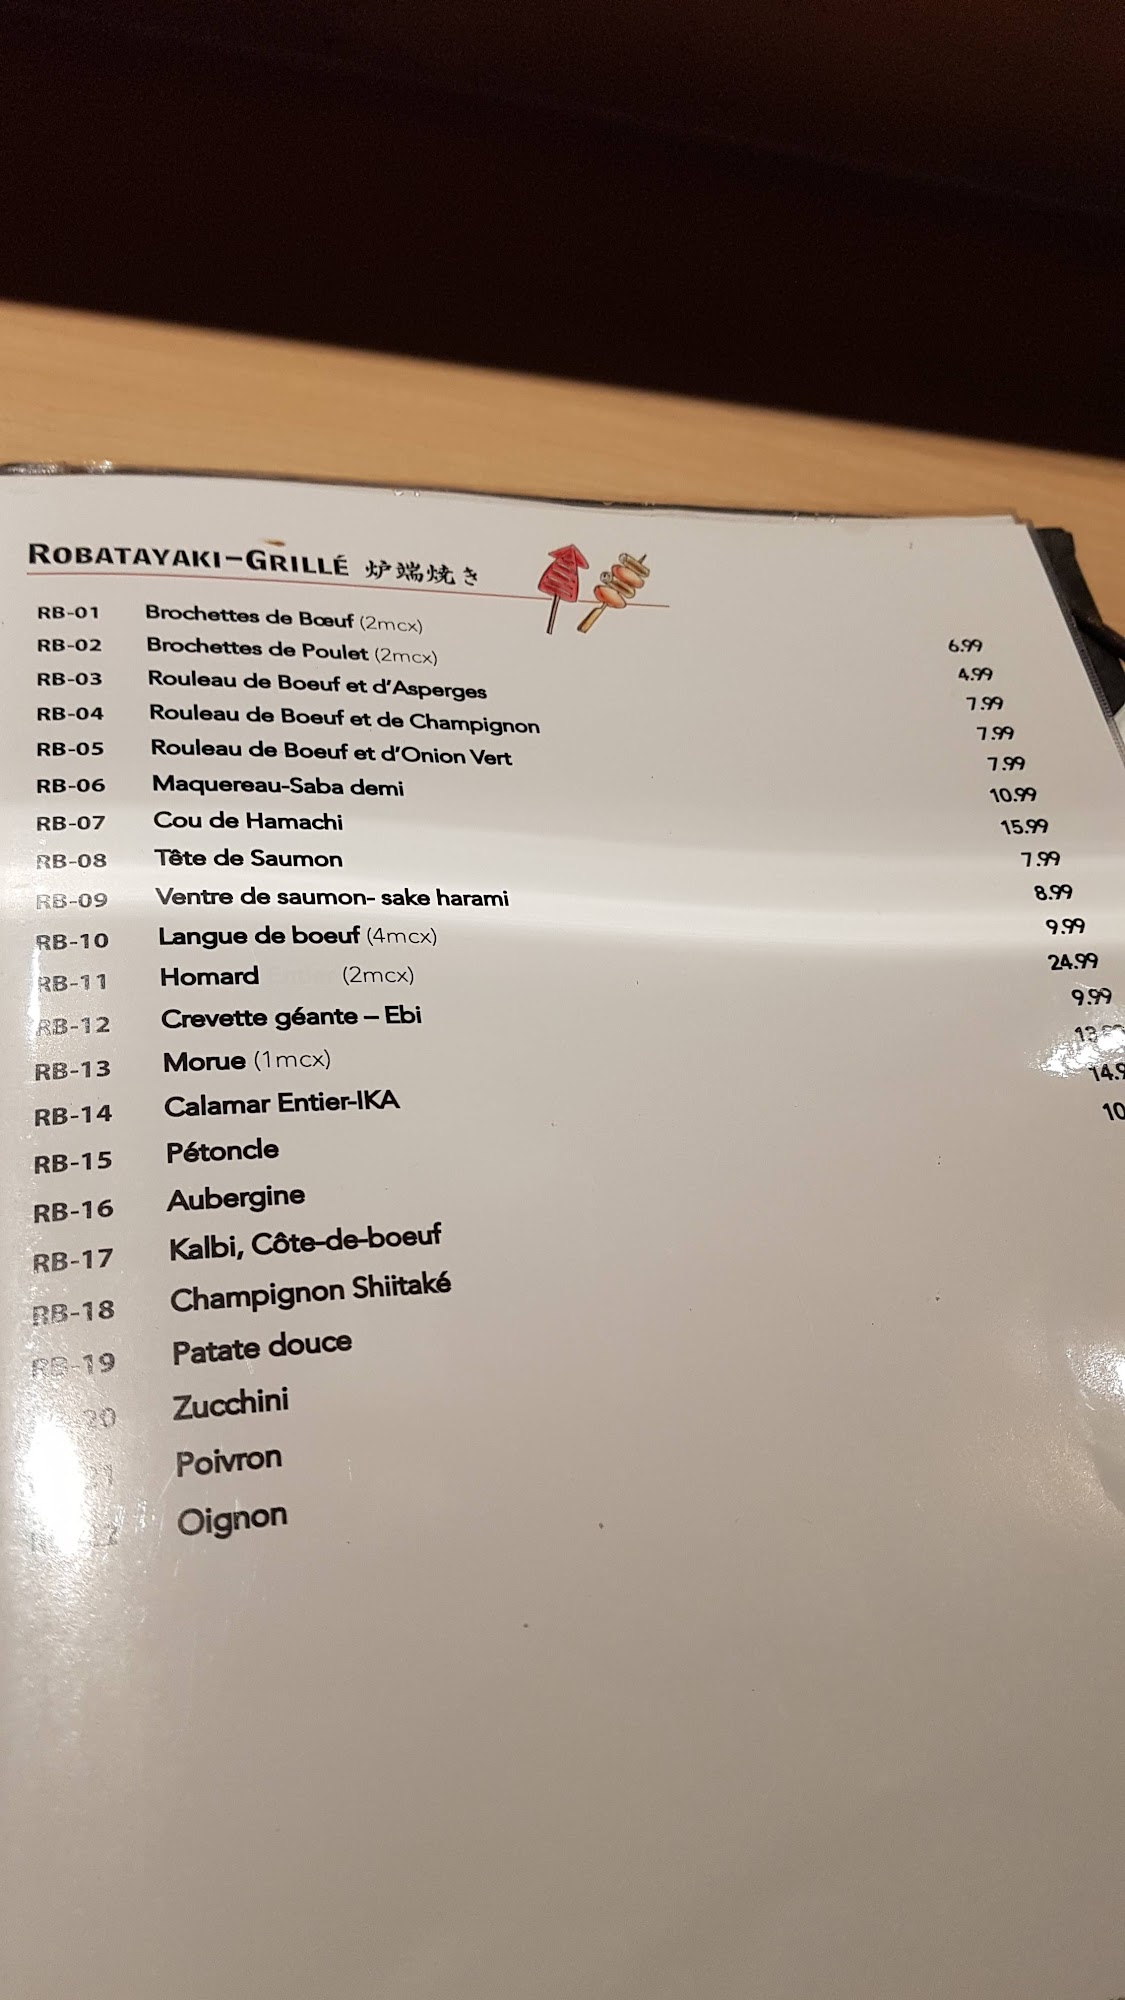 ROBATAYAKI-GRILLÉ 炉端焼き
RB-01 Brochettes de Bœuf (2mcx) 6.99
RB-02 Brochettes de Poulet (2mcx) 4.99
RB-03 Rouleau de Boeuf et d'Asperges 7.99
RB-04 Rouleau de Boeuf et de Champignon 7.99
RB-05 Rouleau de Boeuf et d'Onion Vert 7.99
RB-06 Maquereau-Saba demi 10.99
RB-07 Cou de Hamachi 15.99
RB-08 Tête de Saumon 7.99
RB-09 Ventre de saumon- sake harami 8.99
RB-10 Langue de boeuf (4mcx) 9.99
RB-11 Homard (2mcx) 24.99
RB-12 Crevette géante – Ebi 9.99
RB-13 Morue (1mcx)
RB-14 Calamar Entier-IKA
RB-15 Pétoncle
RB-16 Aubergine
RB-17 Kalbi, Côte-de-boeuf
RB-18 Champignon Shiitaké
RB-19 Patate douce
Zucchini
Poivron
Oignon